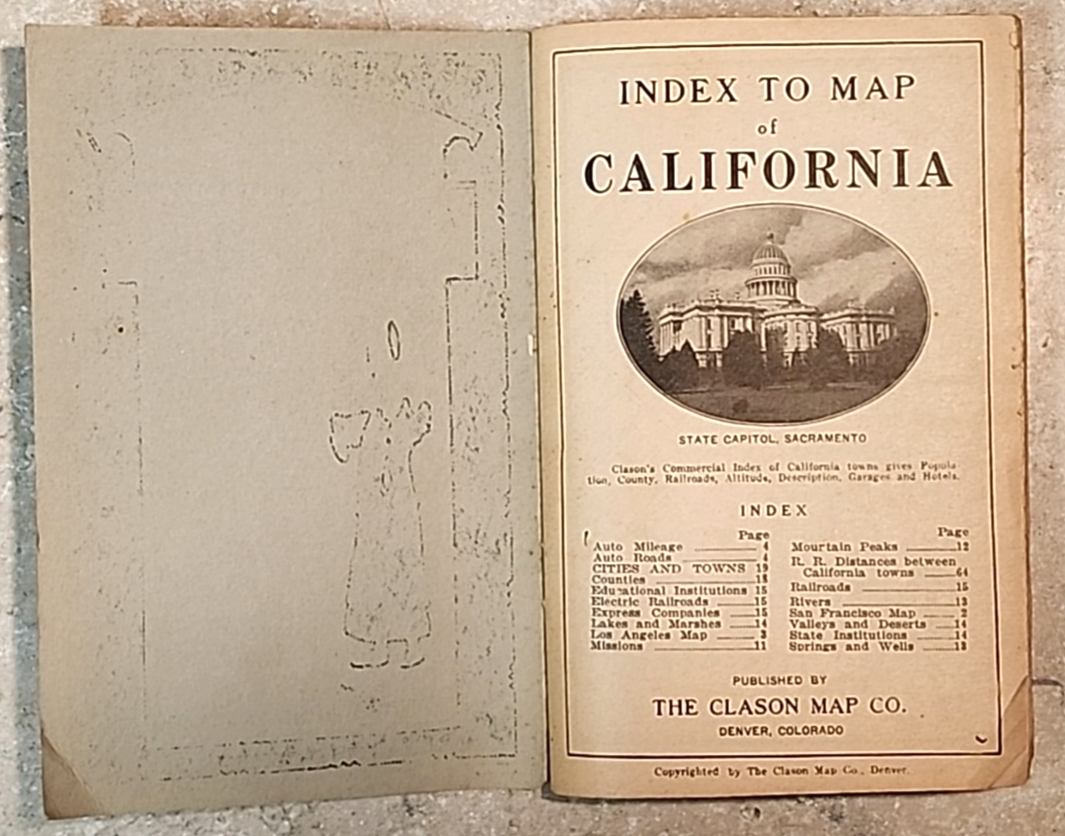 INDEX TO MAP
of
CALIFORNIA
STATE CAPITOL, SACRAMENTO
Clason's Commercial Index of California towns gives Popula
tion, County, Railroads, Altitude, Description, Garages and Hotels.
INDEX
Page
Auto Mileage 4
Auto Roads 4
CITIES AND TOWNS 19
Counties 18
Educational Institutions 15
Electric Railroads 15
Express Companies 15
Lakes and Marshes 14
Los Angeles Map 3
Missions 11
Page
Mountain Peaks 12
R. R. Distances between
California towns 64
Railroads 15
Rivers 13
San Francisco Map 2
Valleys and Deserts 14
State Institutions 14
Springs and Wells 13
PUBLISHED BY
THE CLASON MAP CO.
DENVER, COLORADO
Copyrighted by The Clason Map Co., Denver.